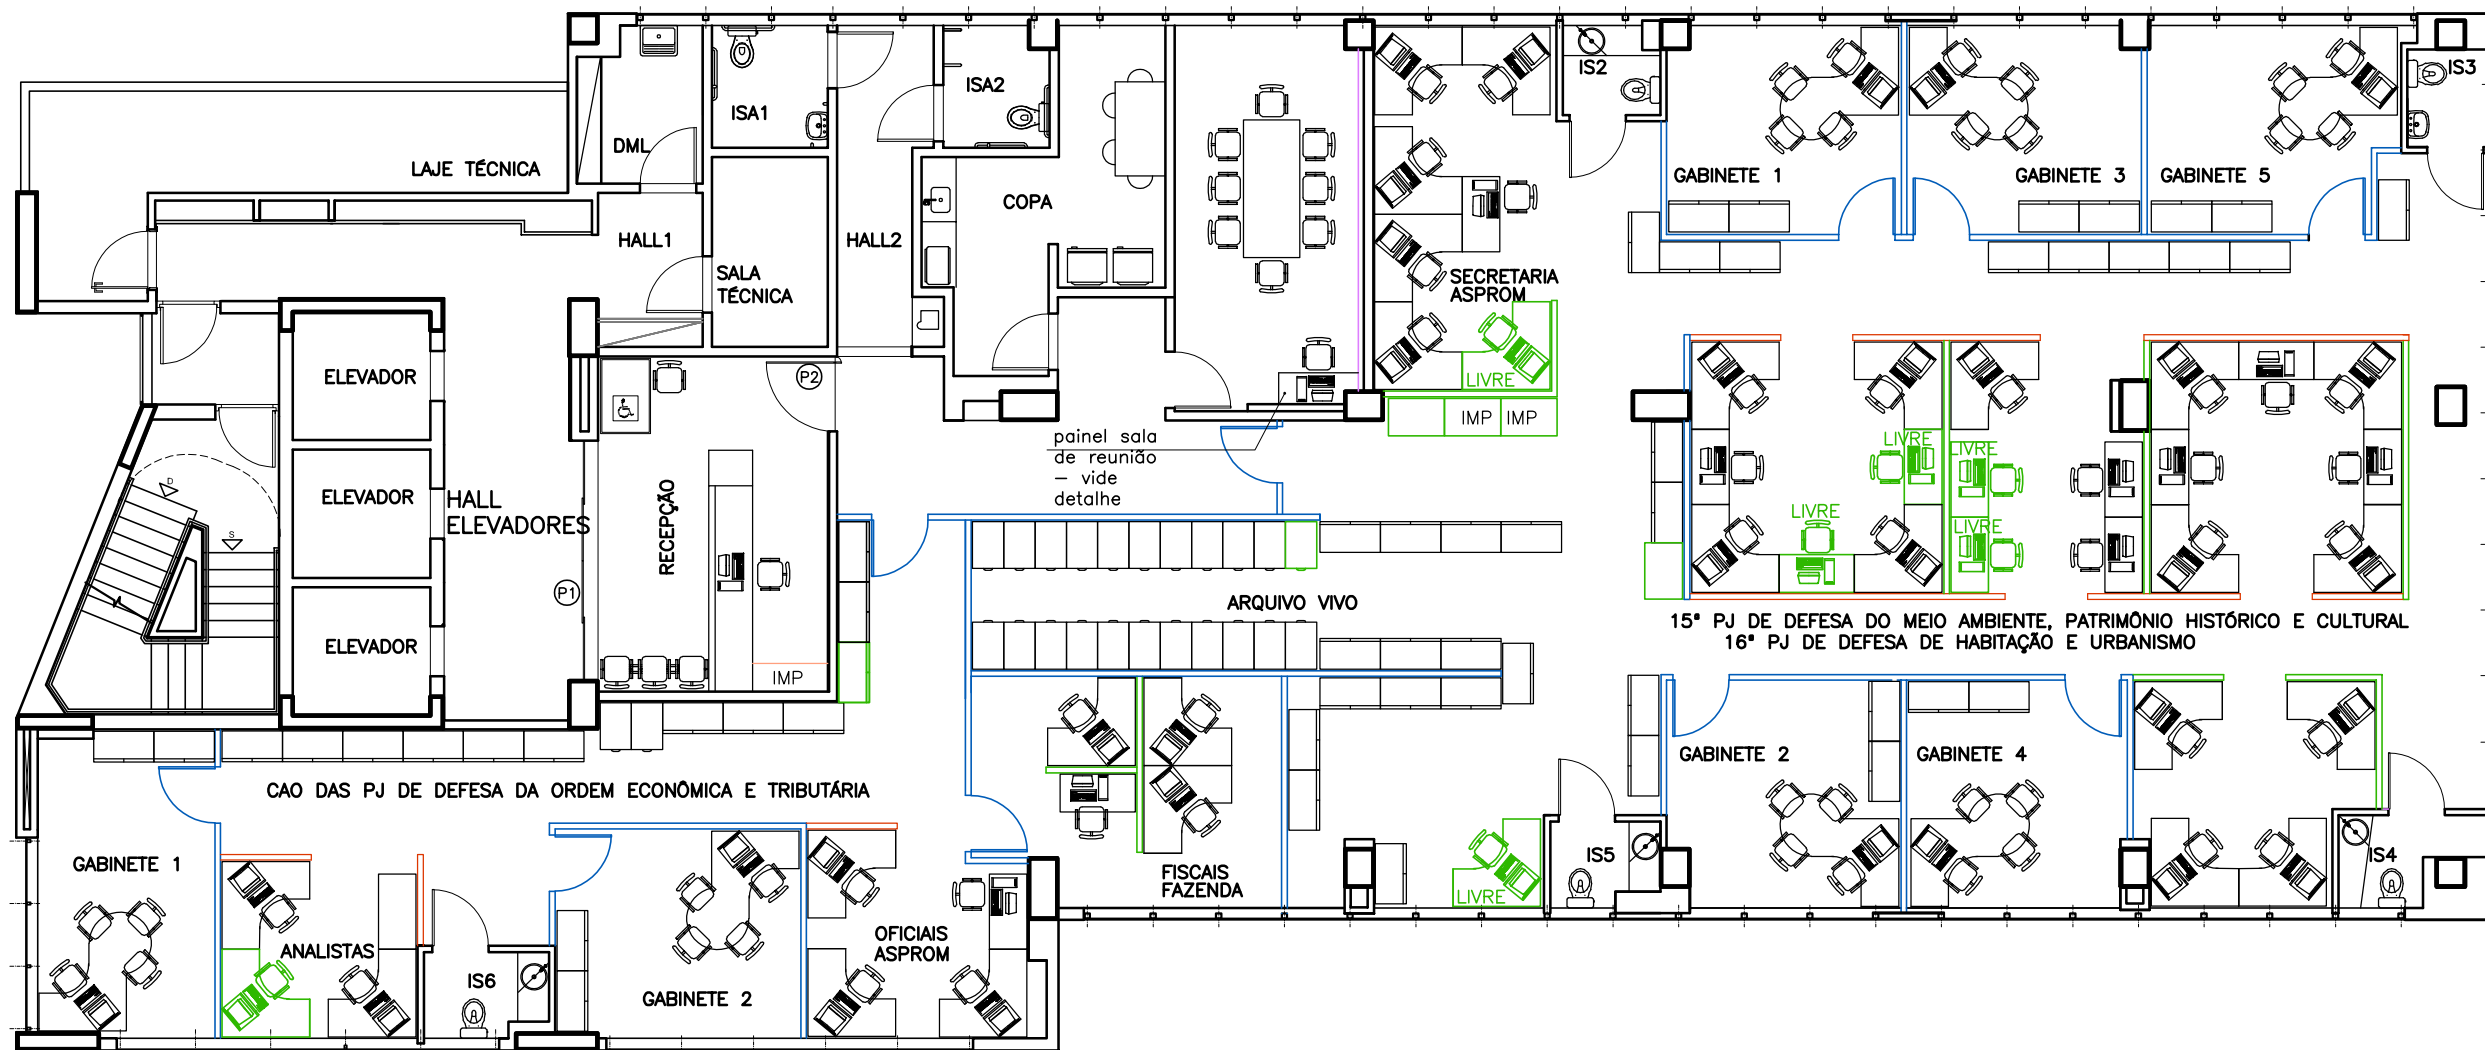 IS2
IS3
ISA1
ISA2
DML
LAJE TÉCNICA
GABINETE 1
GABINETE 3
GABINETE 5
COPA
HALL1
HALL2
SALA
TÉCNICA
SECRETARIA
ASPROM
LIVRE
ELEVADOR
P2
IMP
IMP
painel sala
de reunião
– vide
detalhe
LIVRE
LIVRE
ELEVADOR
HALL
ELEVADORES
RECEPÇÃO
D
S
LIVRE
LIVRE
P1
ARQUIVO VIVO
15ª PJ DE DEFESA DO MEIO AMBIENTE, PATRIMÔNIO HISTÓRICO E CULTURAL
16ª PJ DE DEFESA DE HABITAÇÃO E URBANISMO
ELEVADOR
IMP
GABINETE 2
GABINETE 4
CAO DAS PJ DE DEFESA DA ORDEM ECONÔMICA E TRIBUTÁRIA
GABINETE 1
IS5
IS4
FISCAIS
FAZENDA
LIVRE
ANALISTAS
OFICIAIS
ASPROM
IS6
GABINETE 2